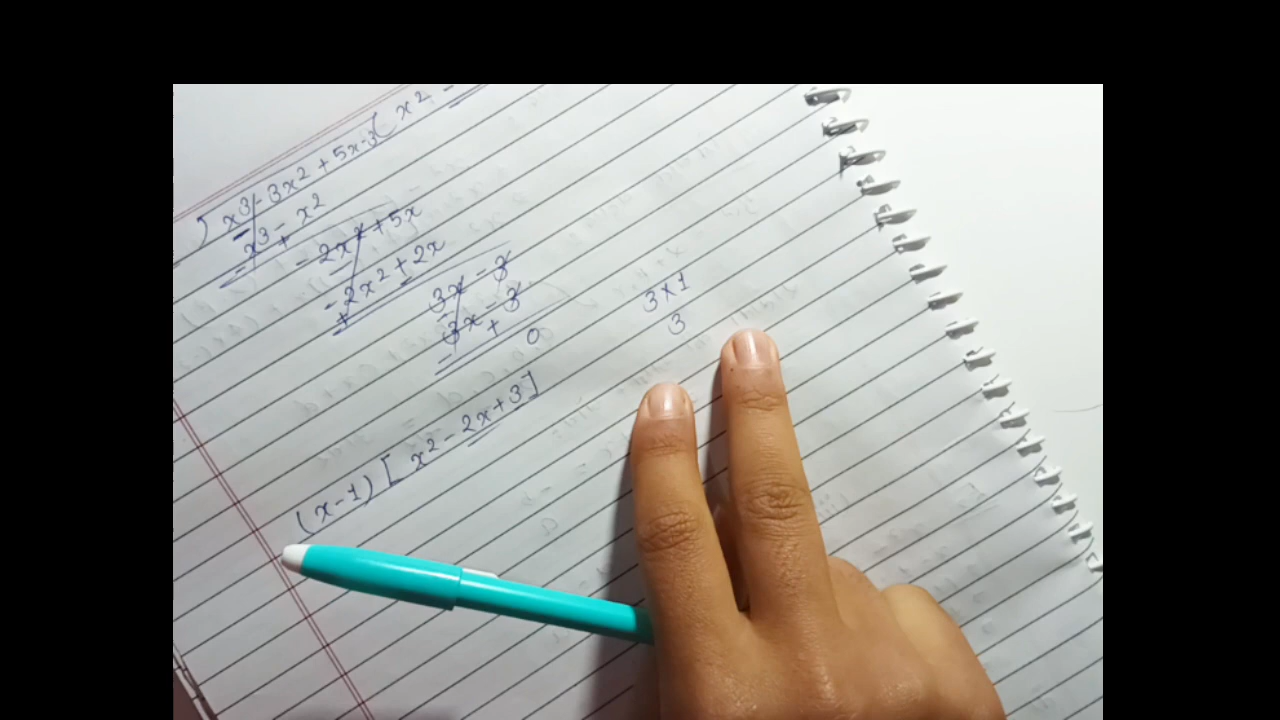 ) x3 - 3x2 + 5x-3 ( x2 -
x3 - x2
- +
- 2x2 + 5x
- 2x2 + 2x
+ -
3x - 3
3x - 3
- +
0
3x1
3
(x-1) [ x2 - 2x + 3 ]